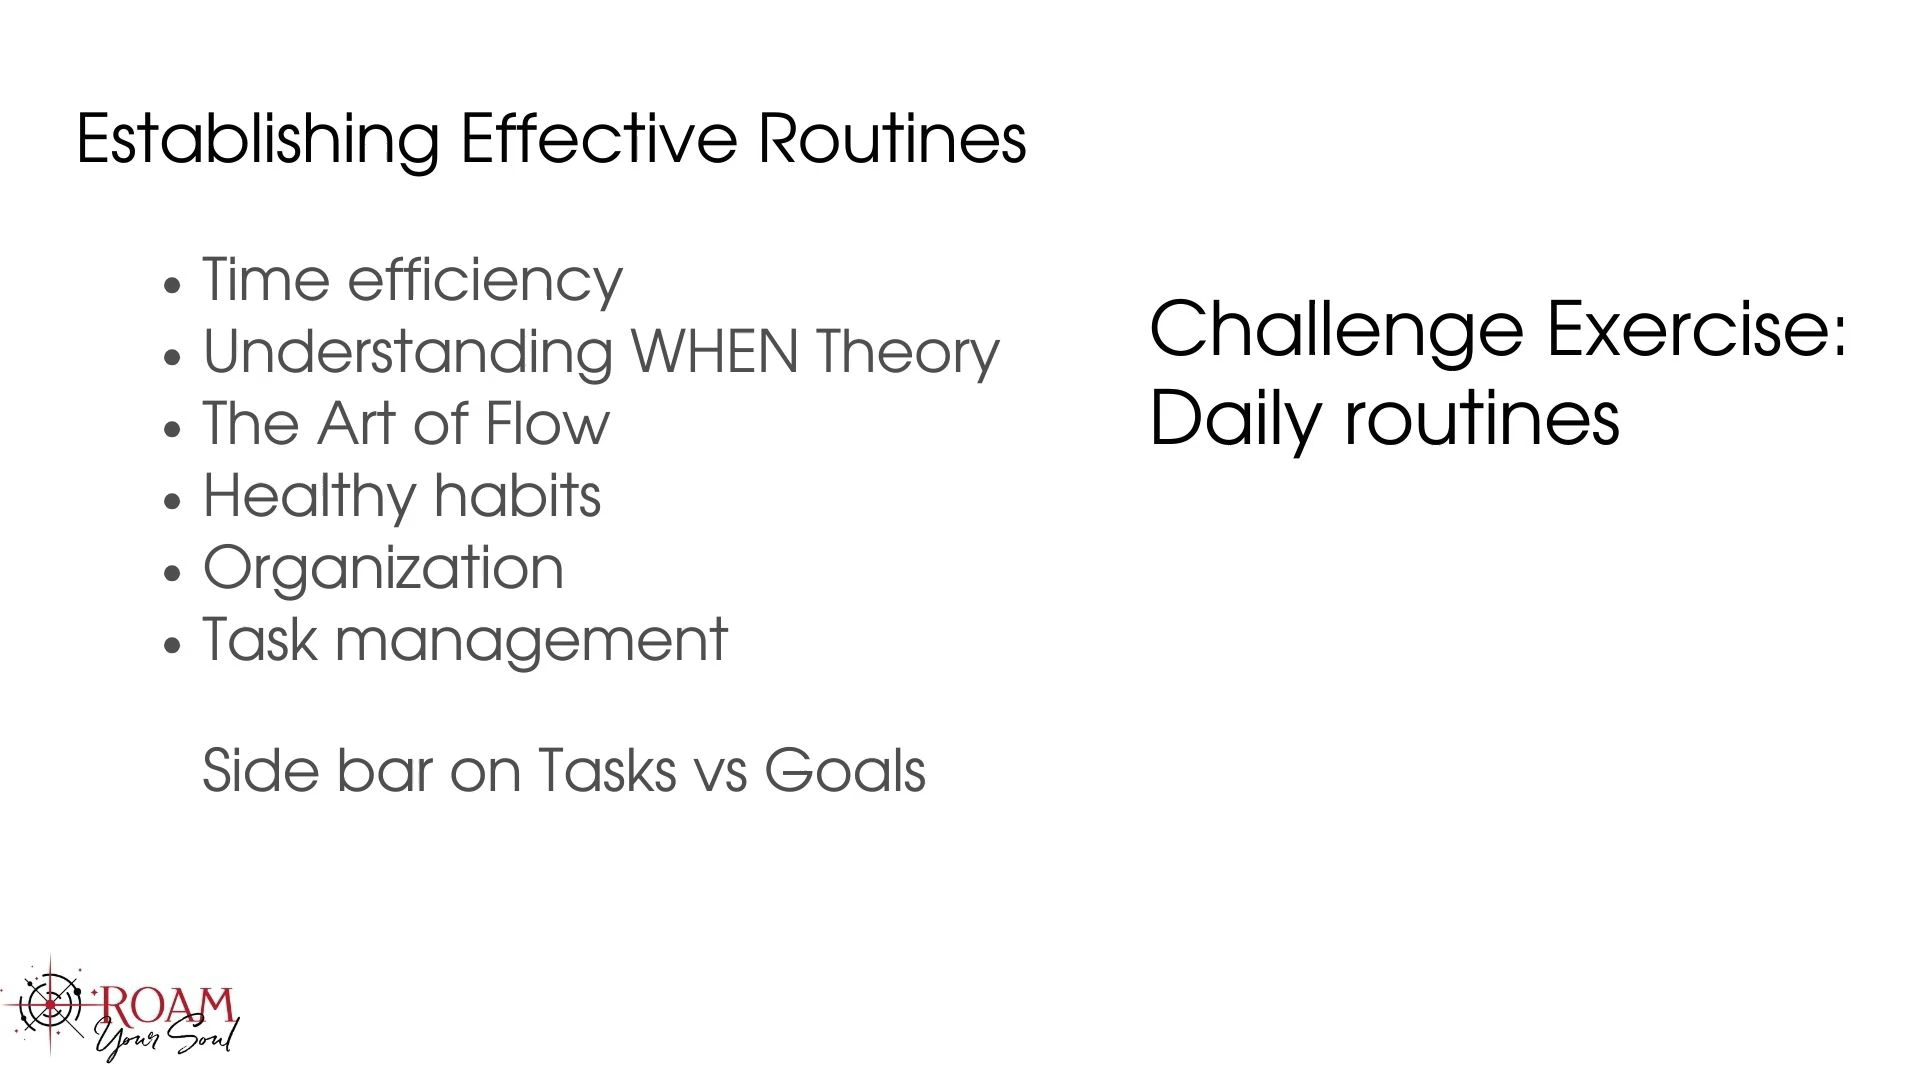 Establishing Effective Routines
• Time efficiency
• Understanding WHEN Theory
• The Art of Flow
• Healthy habits
• Organization
• Task management
Side bar on Tasks vs Goals
Challenge Exercise:
Daily routines
ROAM
Your Soul